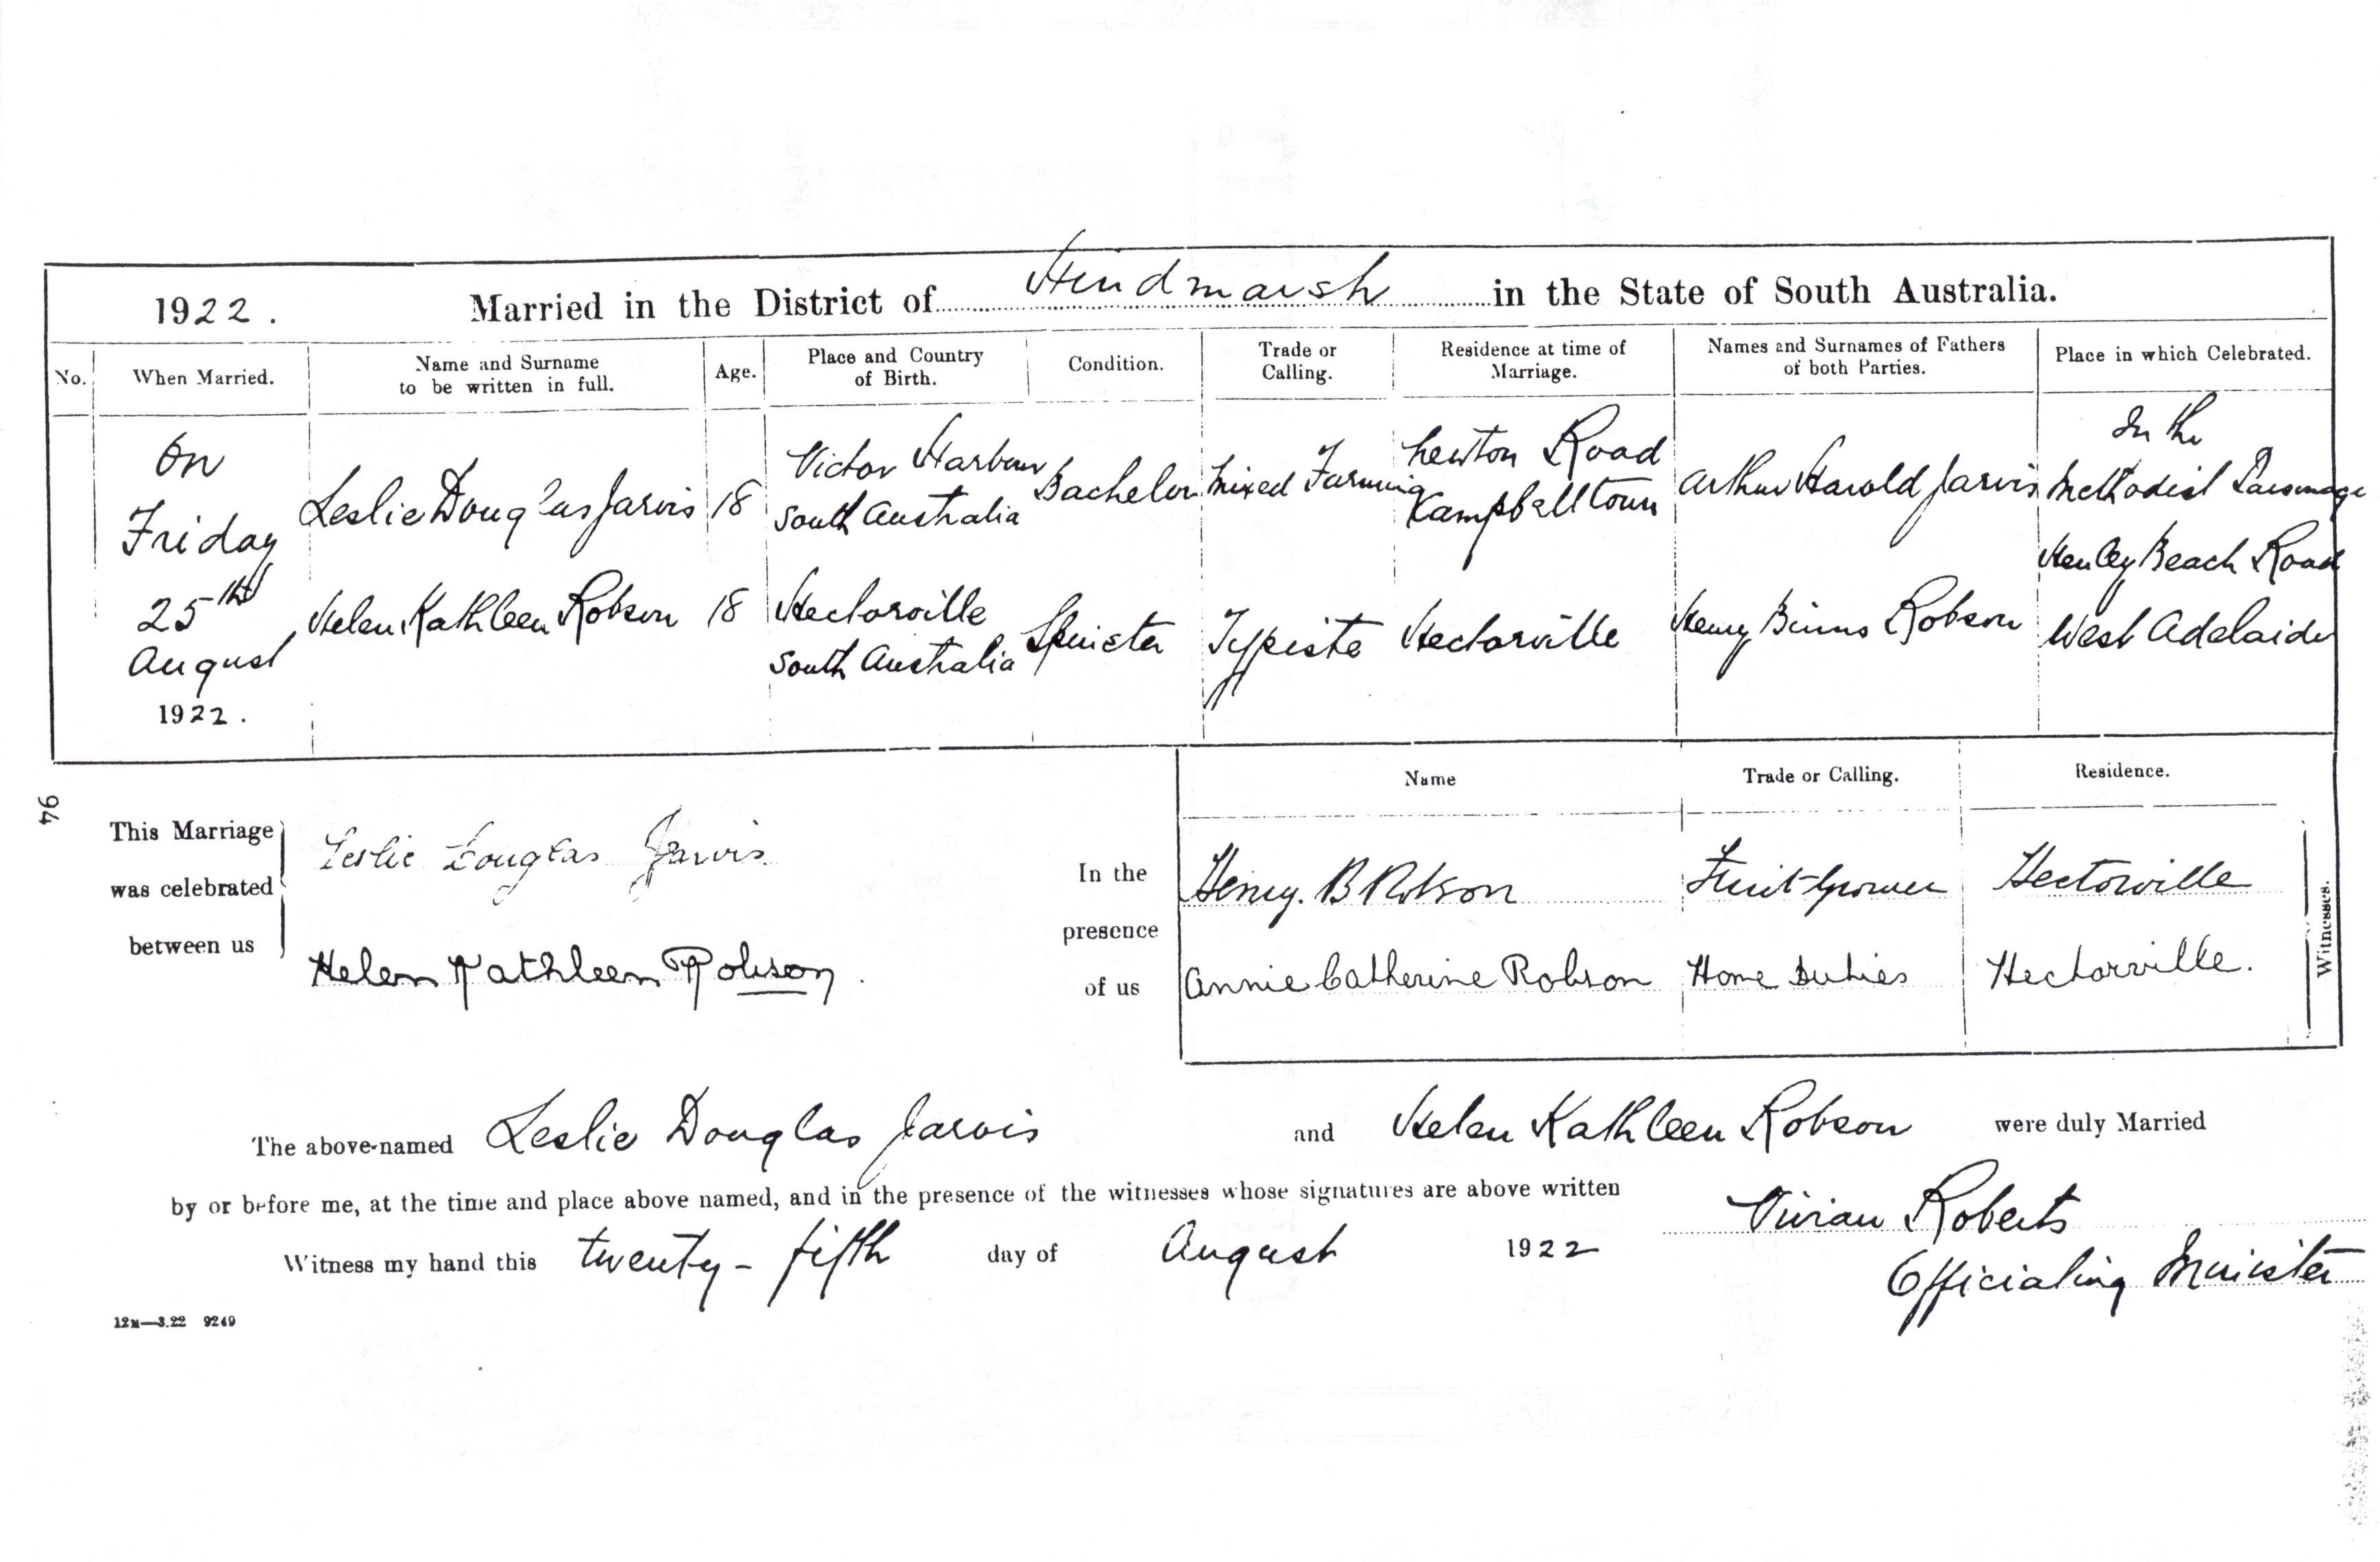 1922. Married in the District of Hindmarsh in the State of South Australia.
No. When Married. Name and Surname to be written in full. Age. Place and Country of Birth. Condition. Trade or Calling. Residence at time of Marriage. Names and Surnames of Fathers of both Parties. Place in which Celebrated.
On
Friday
25th
August
1922.
Leslie Douglas Jarvis 18 Victor Harbour South Australia Bachelor Mixed Farming Newton Road Campbelltown Arthur Harold Jarvis
Helen Kathleen Robson 18 Hectorville South Australia Spinster Typiste Hectorville Henry Binns Robson
In the
Methodist Parsonage
Henley Beach Road
West Adelaide
94
This Marriage
was celebrated
between us
Leslie Douglas Jarvis
Helen Kathleen Robson.
In the
presence
of us
Name Trade or Calling. Residence.
Henry. B Robson Fruit-Grower Hectorville
Annie Catherine Robson Home Duties Hectorville.
Witnesses.
The above-named Leslie Douglas Jarvis and Helen Kathleen Robson were duly Married
by or before me, at the time and place above named, and in the presence of the witnesses whose signatures are above written
Vivian Roberts
Witness my hand this twenty-fifth day of August 1922
Officiating Minister
12M—3.22 9249